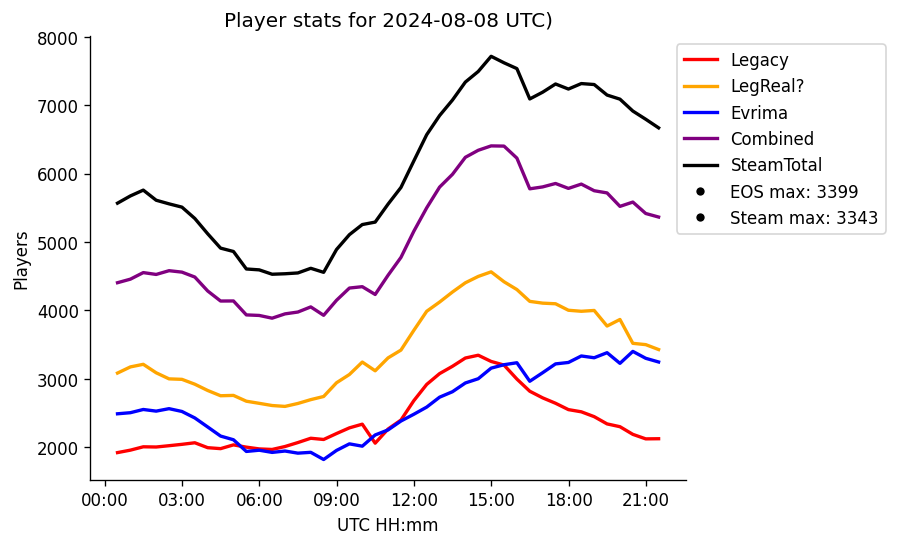 Player stats for 2024-08-08 UTC)
8000
7000
6000
5000
4000
3000
2000
Players
00:00 03:00 06:00 09:00 12:00 15:00 18:00 21:00
UTC HH:mm
Legacy
LegReal?
Evrima
Combined
SteamTotal
EOS max: 3399
Steam max: 3343